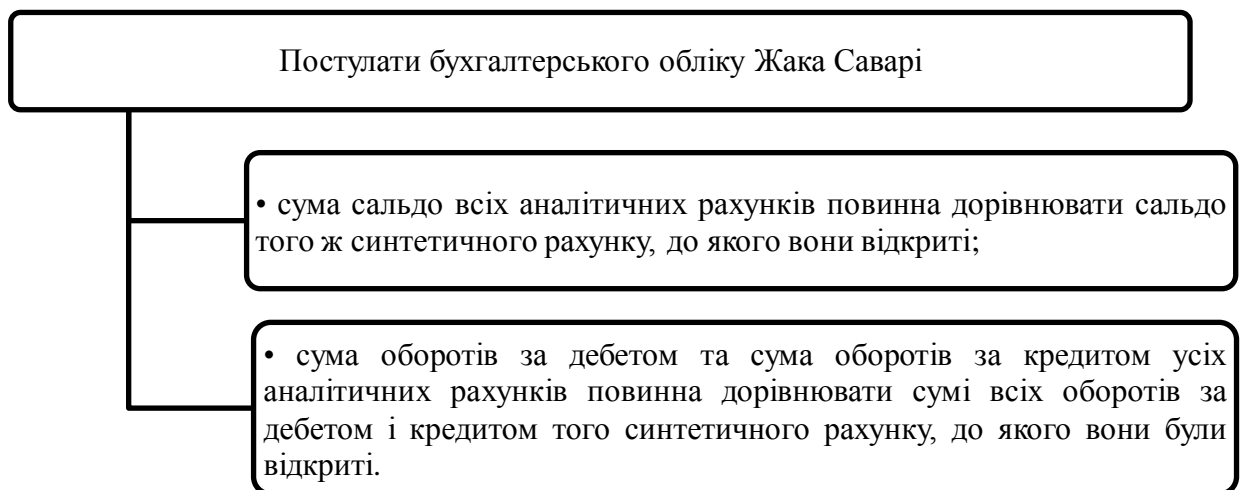 Постулати бухгалтерського обліку Жака Саварі
• сума сальдо всіх аналітичних рахунків повинна дорівнювати сальдо
того ж синтетичного рахунку, до якого вони відкриті;
• сума оборотів за дебетом та сума оборотів за кредитом усіх
аналітичних рахунків повинна дорівнювати сумі всіх оборотів за
дебетом і кредитом того синтетичного рахунку, до якого вони були
відкриті.